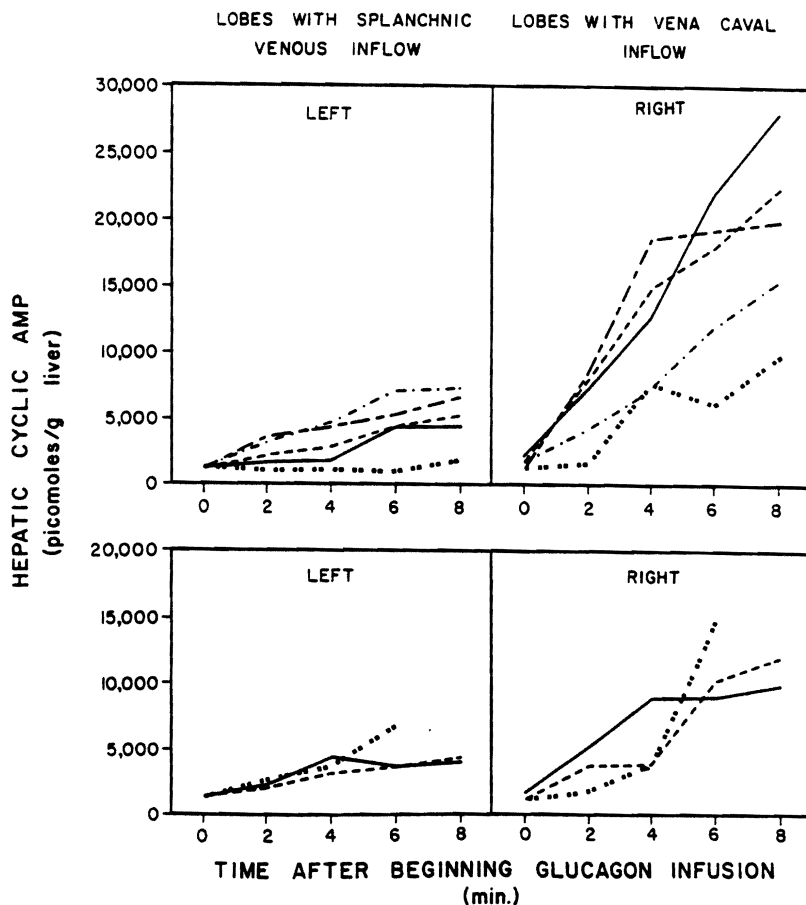 LOBES WITH SPLANCHNIC
VENOUS INFLOW
LOBES WITH VENA CAVAL
INFLOW
HEPATIC CYCLIC AMP
(picomoles/g liver)
30,000
25,000
20,000
15,000
10,000
5,000
0
LEFT
0 2 4 6 8
RIGHT
0 2 4 6 8
20,000
15,000
10,000
5,000
0
LEFT
0 2 4 6 8
RIGHT
0 2 4 6 8
TIME AFTER BEGINNING GLUCAGON INFUSION
(min.)